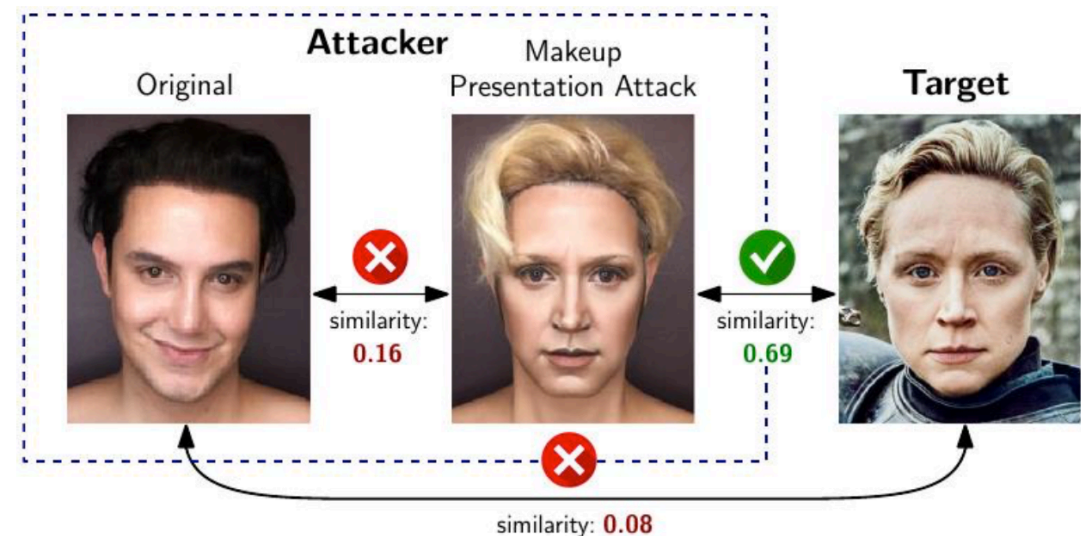 Attacker
Original
Makeup
Presentation Attack
Target
similarity:
0.16
similarity:
0.69
similarity: 0.08